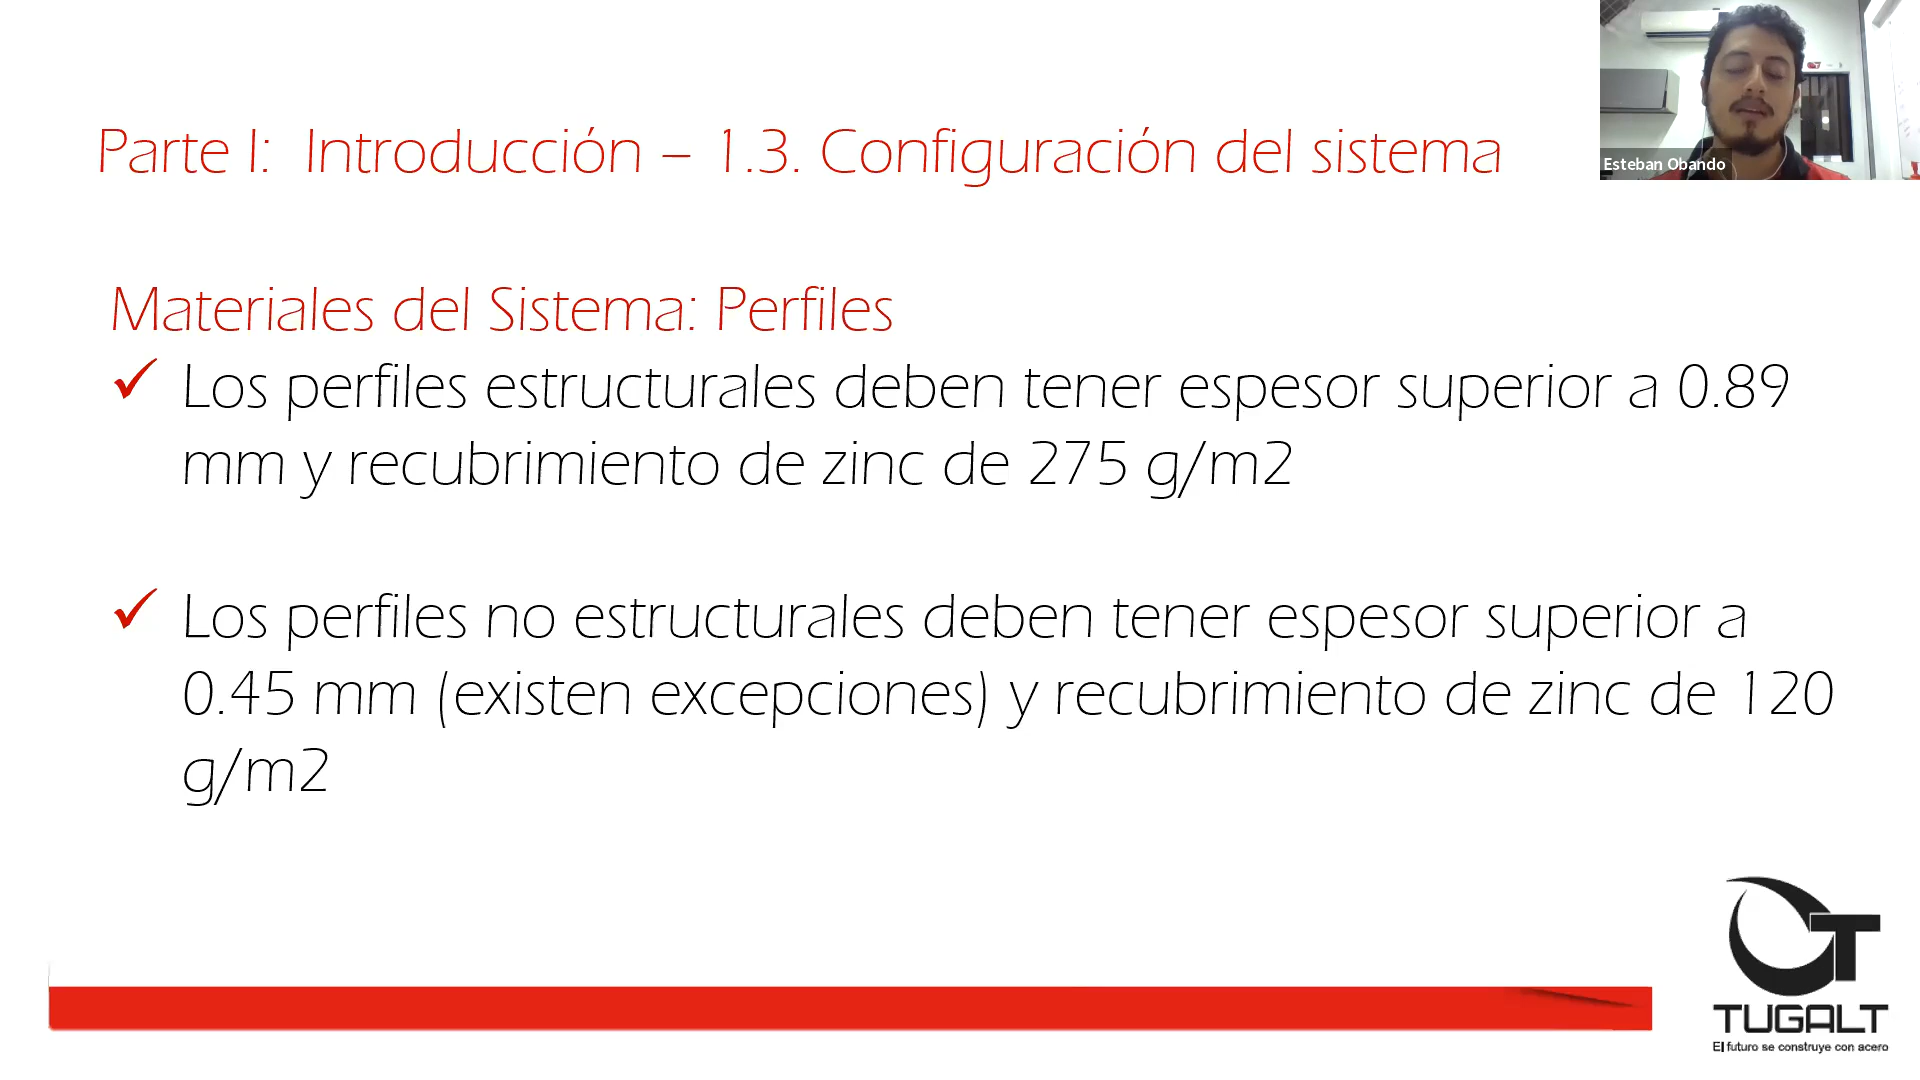 Parte I:  Introducción – 1.3. Configuración del sistema
Esteban Obando
Materiales del Sistema: Perfiles
✓ Los perfiles estructurales deben tener espesor superior a 0.89
mm y recubrimiento de zinc de 275 g/m2
✓ Los perfiles no estructurales deben tener espesor superior a
0.45 mm (existen excepciones) y recubrimiento de zinc de 120
g/m2
TUGALT
El futuro se construye con acero